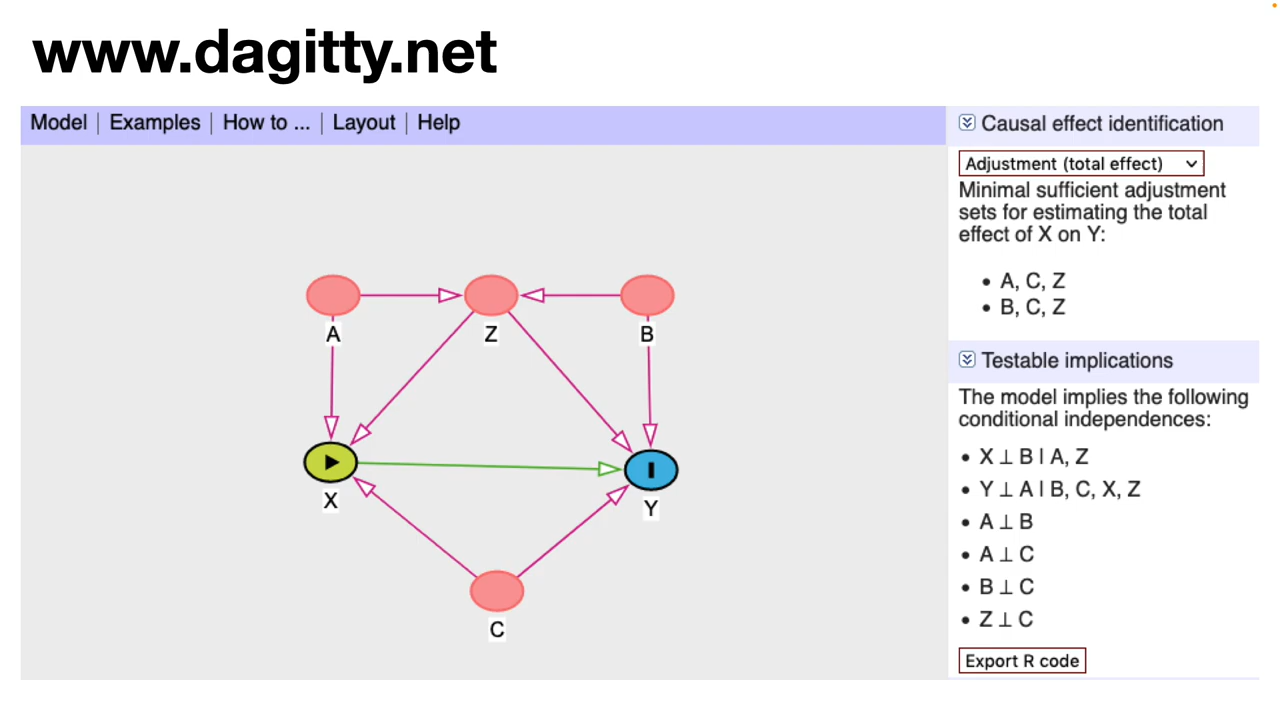 www.dagitty.net
Model | Examples | How to ... | Layout | Help
A
Z
B
X
Y
C
Causal effect identification
Adjustment (total effect)
Minimal sufficient adjustment
sets for estimating the total
effect of X on Y:
• A, C, Z
• B, C, Z
Testable implications
The model implies the following
conditional independences:
• X ⊥ B | A, Z
• Y ⊥ A | B, C, X, Z
• A ⊥ B
• A ⊥ C
• B ⊥ C
• Z ⊥ C
Export R code